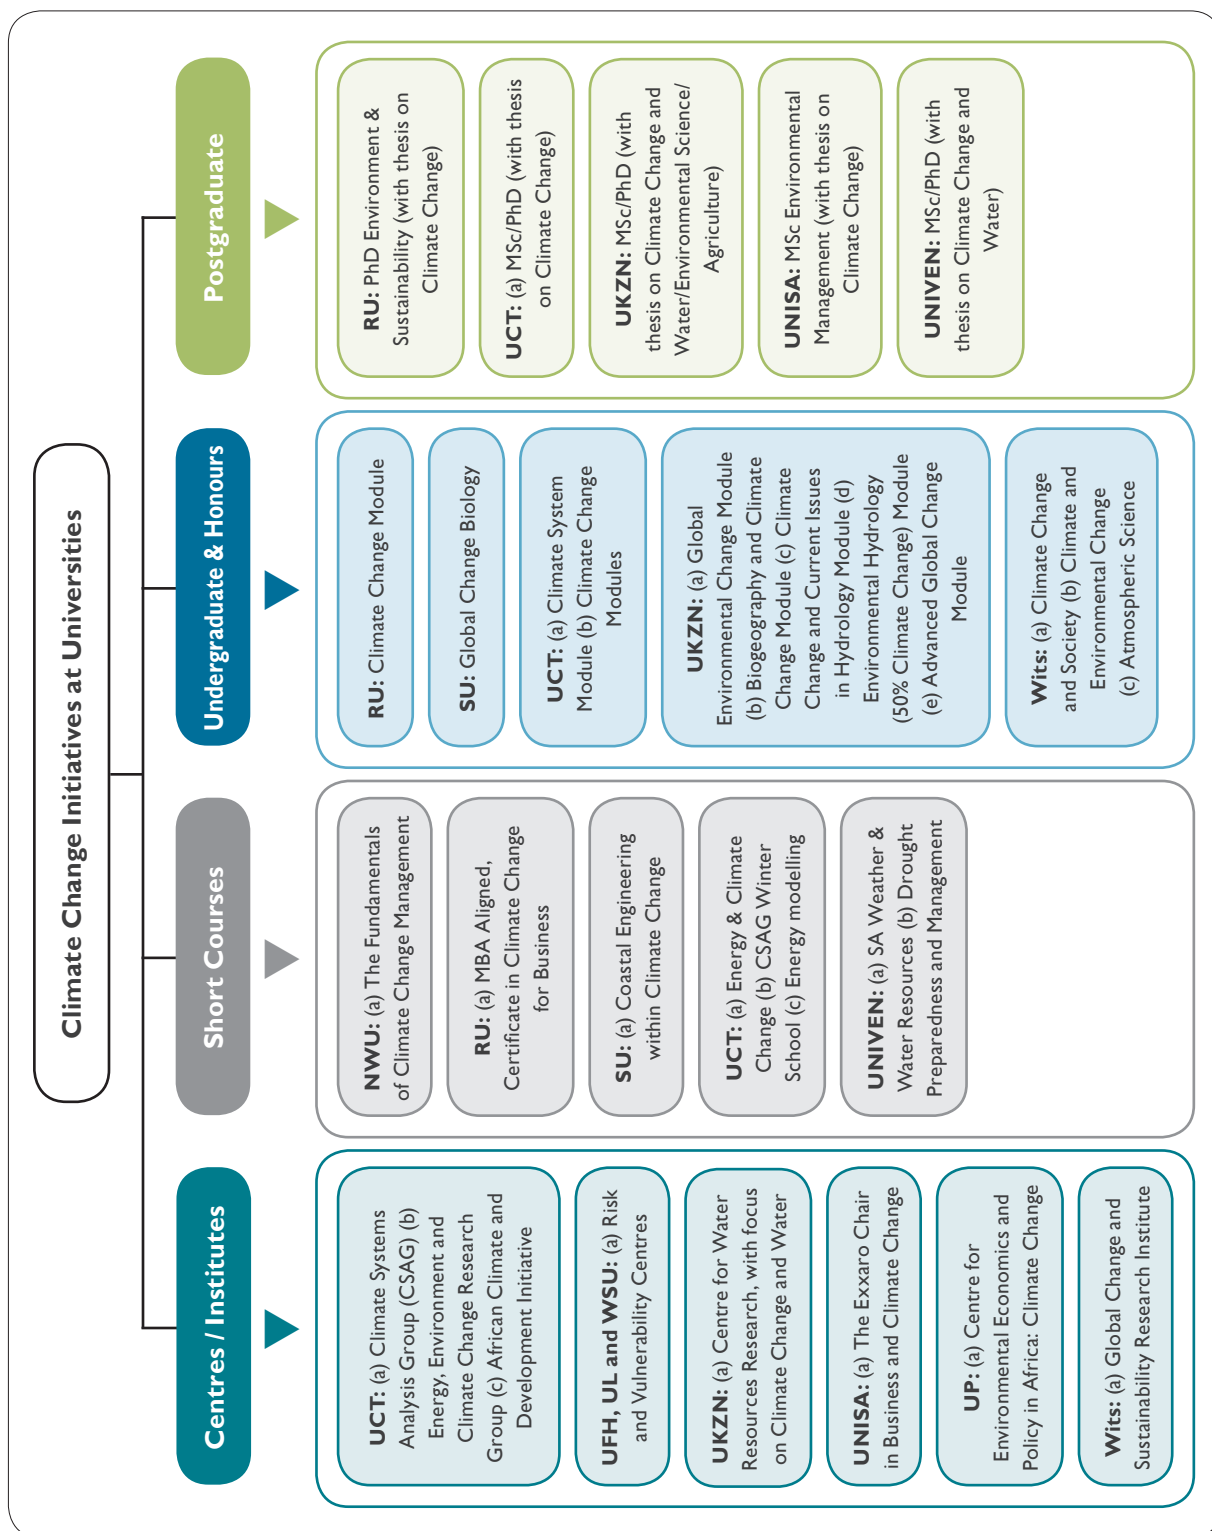 Climate Change Initiatives at Universities
Centres / Institutes
UCT: (a) Climate Systems
Analysis Group (CSAG) (b)
Energy, Environment and
Climate Change Research
Group (c) African Climate and
Development Initiative
UFH, UL and WSU: (a) Risk
and Vulnerability Centres
UKZN: (a) Centre for Water
Resources Research, with focus
on Climate Change and Water
UNISA: (a) The Exxaro Chair
in Business and Climate Change
UP: (a) Centre for
Environmental Economics and
Policy in Africa: Climate Change
Wits: (a) Global Change and
Sustainability Research Institute
Short Courses
NWU: (a) The Fundamentals
of Climate Change Management
RU: (a) MBA Aligned,
Certificate in Climate Change
for Business
SU: (a) Coastal Engineering
within Climate Change
UCT: (a) Energy & Climate
Change (b) CSAG Winter
School (c) Energy modelling
UNIVEN: (a) SA Weather &
Water Resources (b) Drought
Preparedness and Management
Undergraduate & Honours
RU: Climate Change Module
SU: Global Change Biology
UCT: (a) Climate System
Module (b) Climate Change
Modules
UKZN: (a) Global
Environmental Change Module
(b) Biogeography and Climate
Change Module (c) Climate
Change and Current Issues
in Hydrology Module (d)
Environmental Hydrology
(50% Climate Change) Module
(e) Advanced Global Change
Module
Wits: (a) Climate Change
and Society (b) Climate and
Environmental Change
(c) Atmospheric Science
Postgraduate
RU: PhD Environment &
Sustainability (with thesis on
Climate Change)
UCT: (a) MSc/PhD (with thesis
on Climate Change)
UKZN: MSc/PhD (with
thesis on Climate Change and
Water/Environmental Science/
Agriculture)
UNISA: MSc Environmental
Management (with thesis on
Climate Change)
UNIVEN: MSc/PhD (with
thesis on Climate Change and
Water)